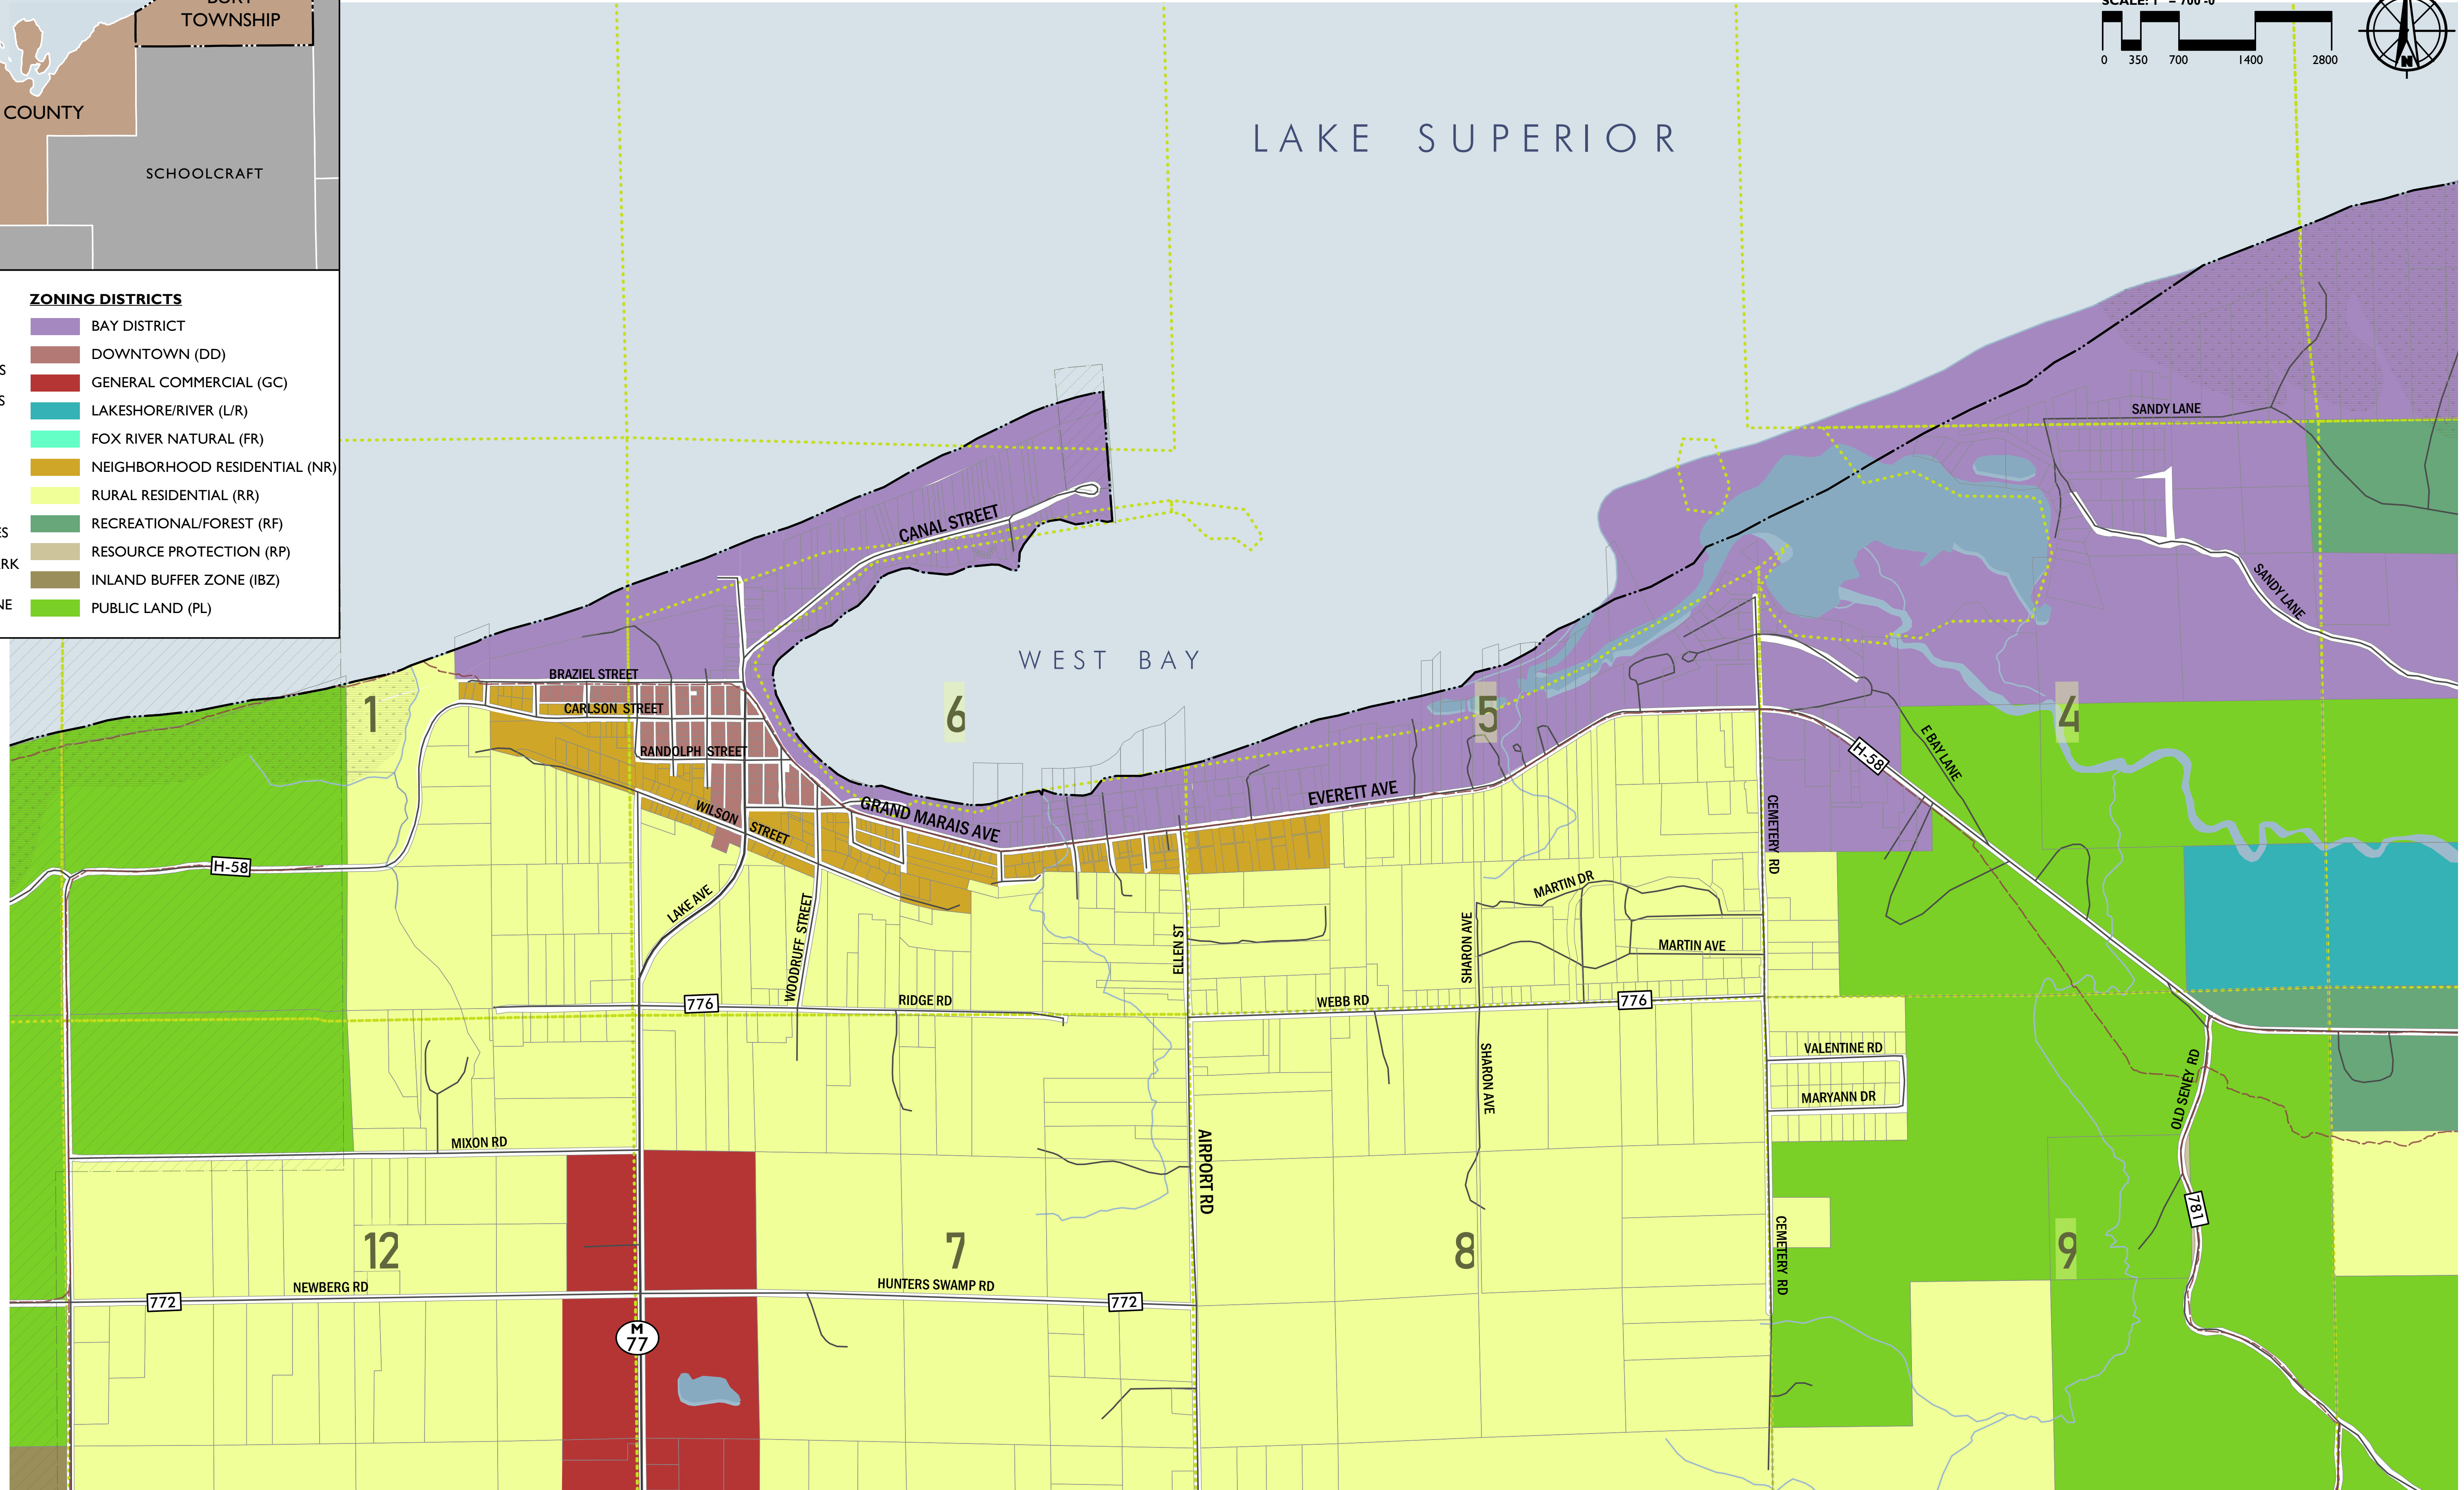 TOWNSHIP
COUNTY
SCHOOLCRAFT
ZONING DISTRICTS
BAY DISTRICT
DOWNTOWN (DD)
GENERAL COMMERCIAL (GC)
LAKESHORE/RIVER (L/R)
FOX RIVER NATURAL (FR)
NEIGHBORHOOD RESIDENTIAL (NR)
RURAL RESIDENTIAL (RR)
RECREATIONAL/FOREST (RF)
RESOURCE PROTECTION (RP)
INLAND BUFFER ZONE (IBZ)
PUBLIC LAND (PL)
0 350 700 1400 2800
N
LAKE SUPERIOR
SANDY LANE
CANAL STREET
SANDY LANE
WEST BAY
BRAZIEL STREET
CARLSON STREET
1
6
5
4
RANDOLPH STREET
H-58
E BAY LANE
EVERETT AVE
GRAND MARAIS AVE
WILSON STREET
CEMETERY RD
H-58
LAKE AVE
WOODRUFF STREET
ELLEN ST
SHARON AVE
MARTIN DR
MARTIN AVE
776
RIDGE RD
WEBB RD
776
VALENTINE RD
SHARON AVE
MARYANN DR
OLD SENEY RD
MIXON RD
AIRPORT RD
781
12
7
8
9
CEMETERY RD
NEWBERG RD
HUNTERS SWAMP RD
772
772
M
77